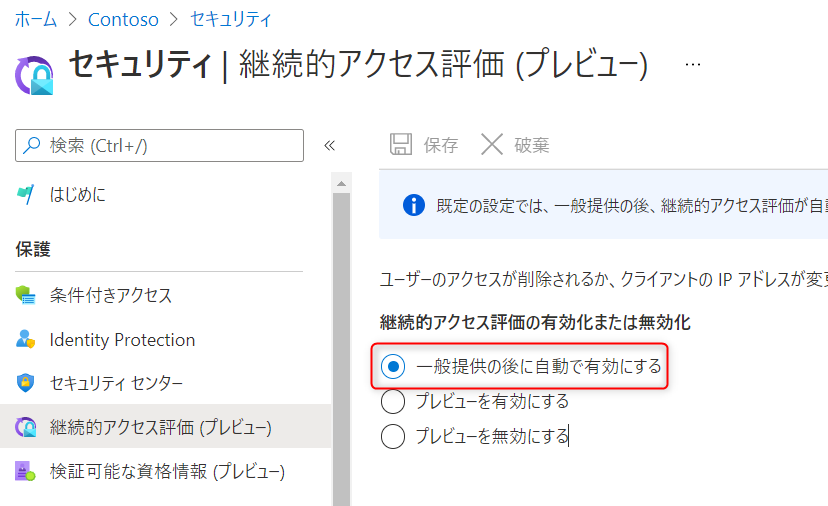 ホーム > Contoso > セキュリティ
セキュリティ | 継続的アクセス評価 (プレビュー) ...
検索 (Ctrl+/) «
保存 破棄
はじめに
保護
条件付きアクセス
Identity Protection
セキュリティ センター
継続的アクセス評価 (プレビュー)
検証可能な資格情報 (プレビュー)
既定の設定では、一般提供の後、継続的アクセス評価が自
ユーザーのアクセスが削除されるか、クライアントの IP アドレスが変
継続的アクセス評価の有効化または無効化
一般提供の後に自動で有効にする
プレビューを有効にする
プレビューを無効にする